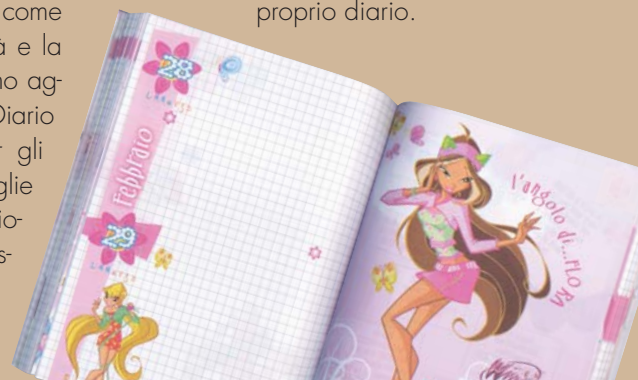 come
à e la
no ag-
Diario
r gli
glie
io-
s-
proprio diario.
28
Febbraio
29
l'angolo di...FLORA